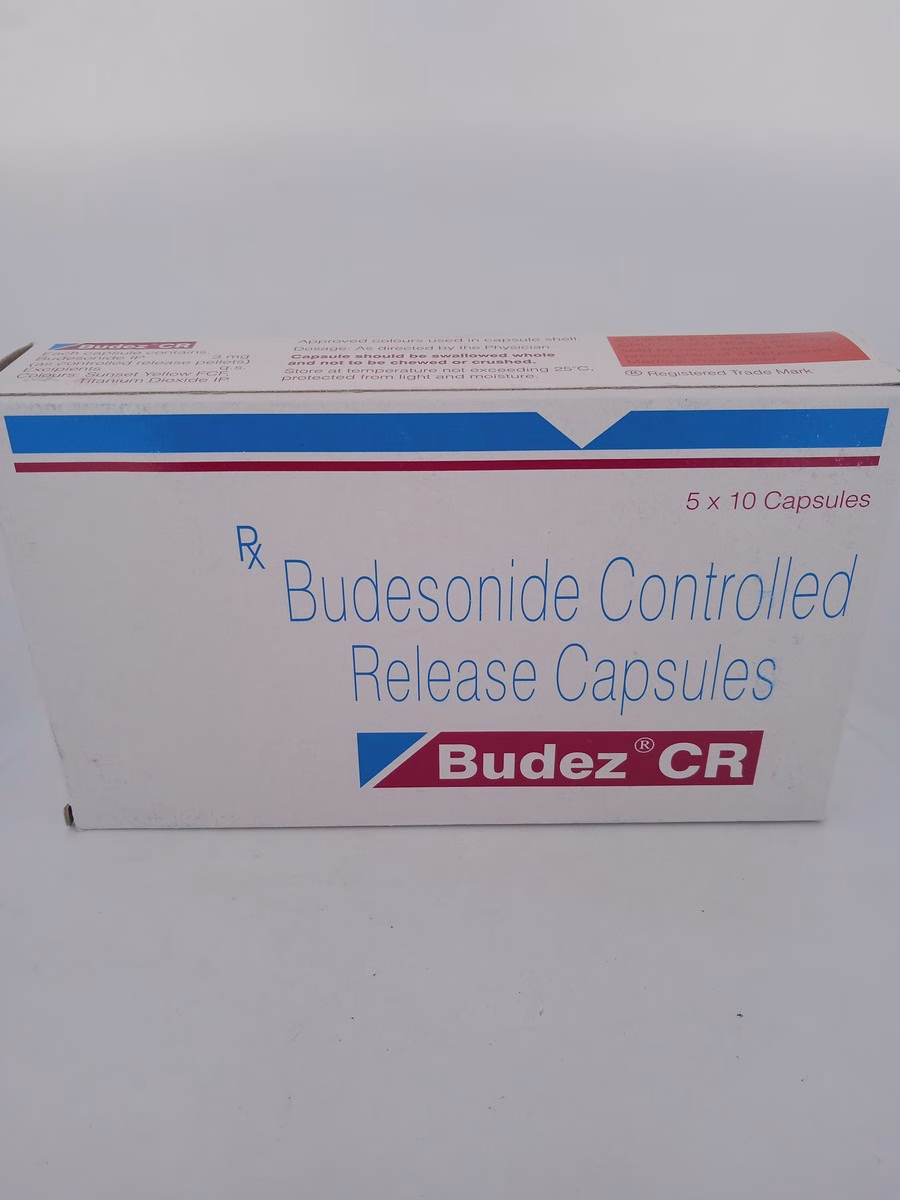 Budez CR
Each capsule contains
Budesonide IP 3 mg
(as controlled release pellets)
Excipients q.s.
Colours: Sunset Yellow FCF,
Titanium Dioxide IP
Approved colours used in capsule shell.
Dosage: As directed by the Physician.
Capsule should be swallowed whole
and not to be chewed or crushed.
Store at temperature not exceeding 25°C,
protected from light and moisture.
® Registered Trade Mark
5 x 10 Capsules
Rx
Budesonide Controlled
Release Capsules
Budez® CR